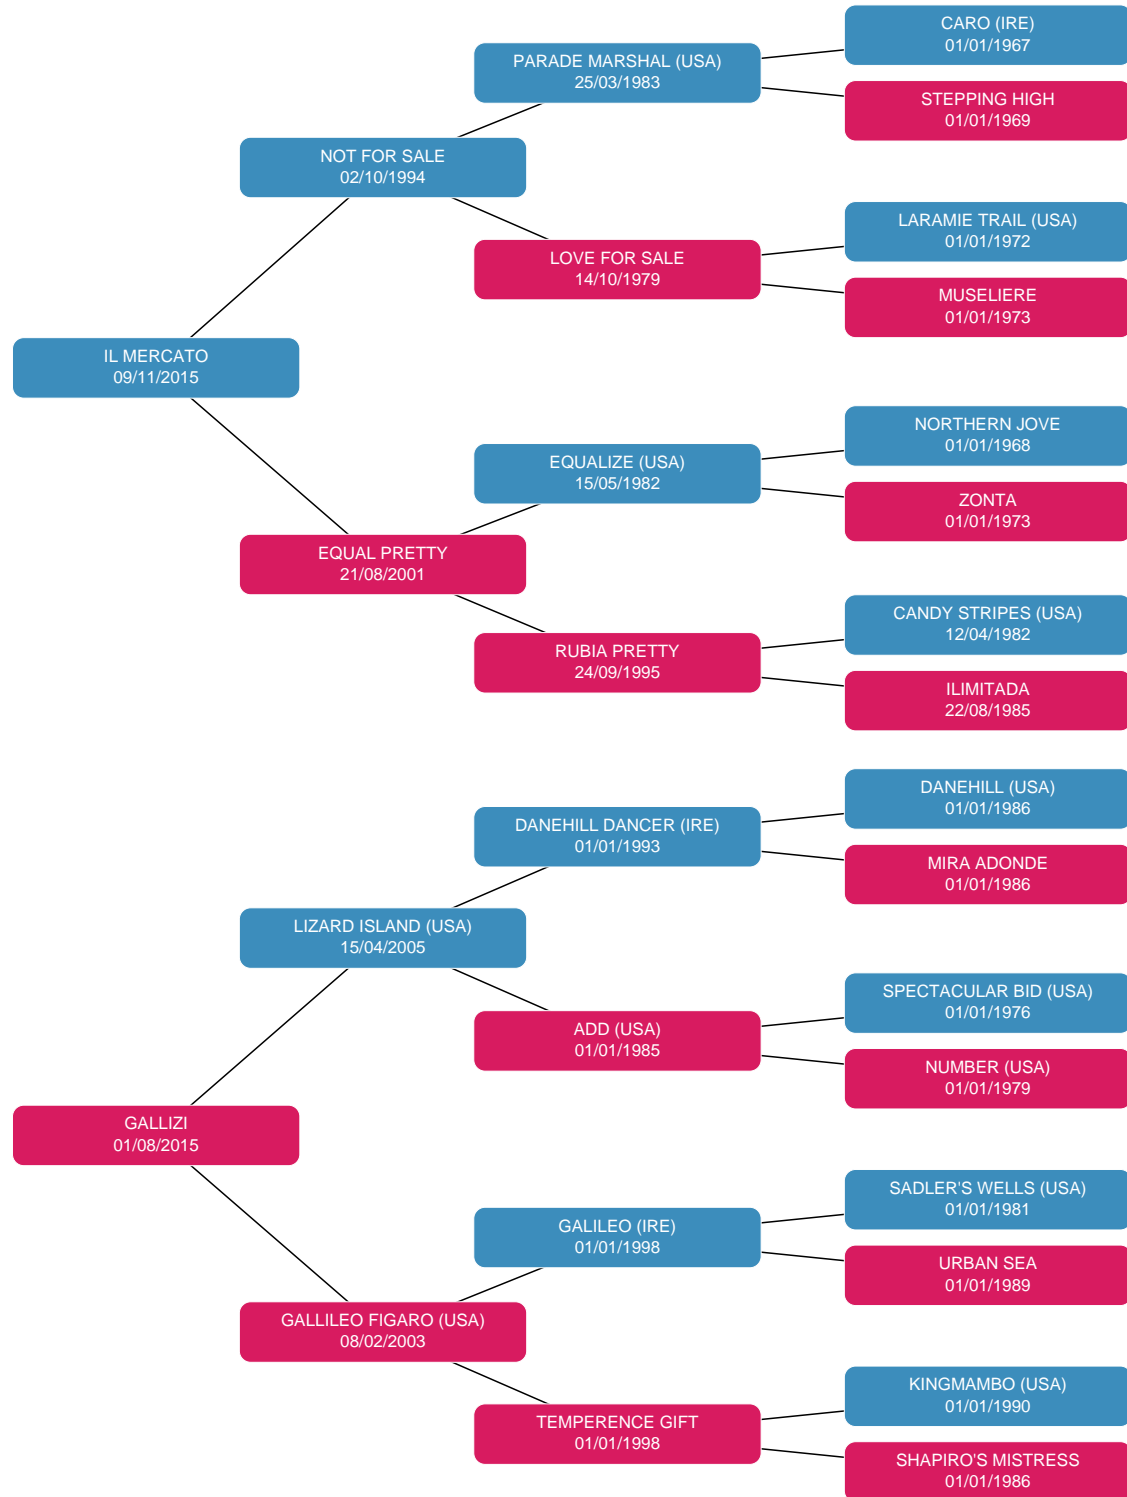 CARO (IRE)
01/01/1967
PARADE MARSHAL (USA)
25/03/1983
STEPPING HIGH
01/01/1969
NOT FOR SALE
02/10/1994
LARAMIE TRAIL (USA)
01/01/1972
LOVE FOR SALE
14/10/1979
MUSELIERE
01/01/1973
IL MERCATO
09/11/2015
NORTHERN JOVE
01/01/1968
EQUALIZE (USA)
15/05/1982
ZONTA
01/01/1973
EQUAL PRETTY
21/08/2001
CANDY STRIPES (USA)
12/04/1982
RUBIA PRETTY
24/09/1995
ILIMITADA
22/08/1985
DANEHILL (USA)
01/01/1986
DANEHILL DANCER (IRE)
01/01/1993
MIRA ADONDE
01/01/1986
LIZARD ISLAND (USA)
15/04/2005
SPECTACULAR BID (USA)
01/01/1976
ADD (USA)
01/01/1985
NUMBER (USA)
01/01/1979
GALLIZI
01/08/2015
SADLER'S WELLS (USA)
01/01/1981
GALILEO (IRE)
01/01/1998
URBAN SEA
01/01/1989
GALLILEO FIGARO (USA)
08/02/2003
KINGMAMBO (USA)
01/01/1990
TEMPERENCE GIFT
01/01/1998
SHAPIRO'S MISTRESS
01/01/1986